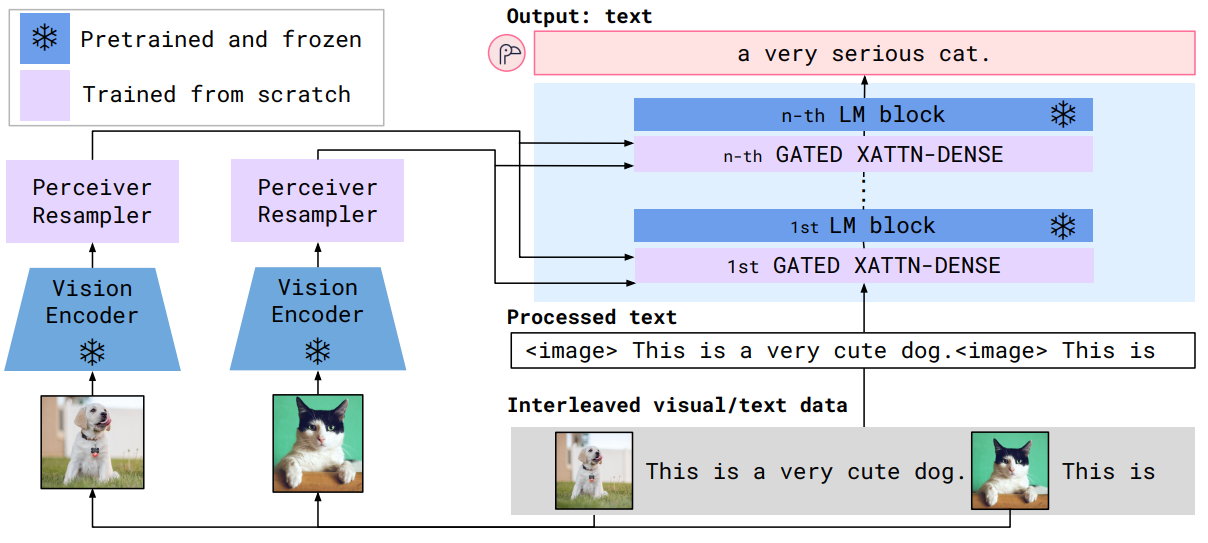 Pretrained and frozen
Trained from scratch
Perceiver
Resampler
Vision
Encoder
Perceiver
Resampler
Vision
Encoder
Output: text
a very serious cat.
n-th LM block
n-th GATED XATTN-DENSE
1st LM block
1st GATED XATTN-DENSE
Processed text
<image> This is a very cute dog.<image> This is
Interleaved visual/text data
This is a very cute dog. This is